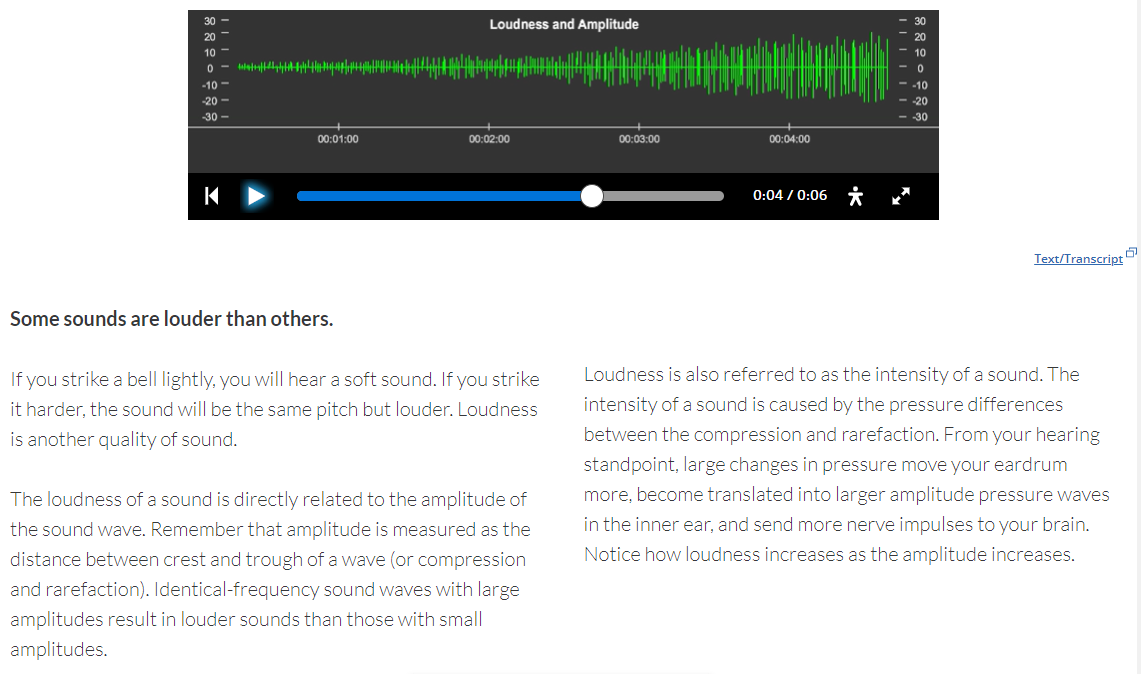 Loudness and Amplitude
30 30
20 20
10 10
0 0
-10 -10
-20 -20
-30 -30
00:01:00 00:02:00 00:03:00 00:04:00
0:04 / 0:06
Text/Transcript
Some sounds are louder than others.
If you strike a bell lightly, you will hear a soft sound. If you strike
it harder, the sound will be the same pitch but louder. Loudness
is another quality of sound.
The loudness of a sound is directly related to the amplitude of
the sound wave. Remember that amplitude is measured as the
distance between crest and trough of a wave (or compression
and rarefaction). Identical-frequency sound waves with large
amplitudes result in louder sounds than those with small
amplitudes.
Loudness is also referred to as the intensity of a sound. The
intensity of a sound is caused by the pressure differences
between the compression and rarefaction. From your hearing
standpoint, large changes in pressure move your eardrum
more, become translated into larger amplitude pressure waves
in the inner ear, and send more nerve impulses to your brain.
Notice how loudness increases as the amplitude increases.